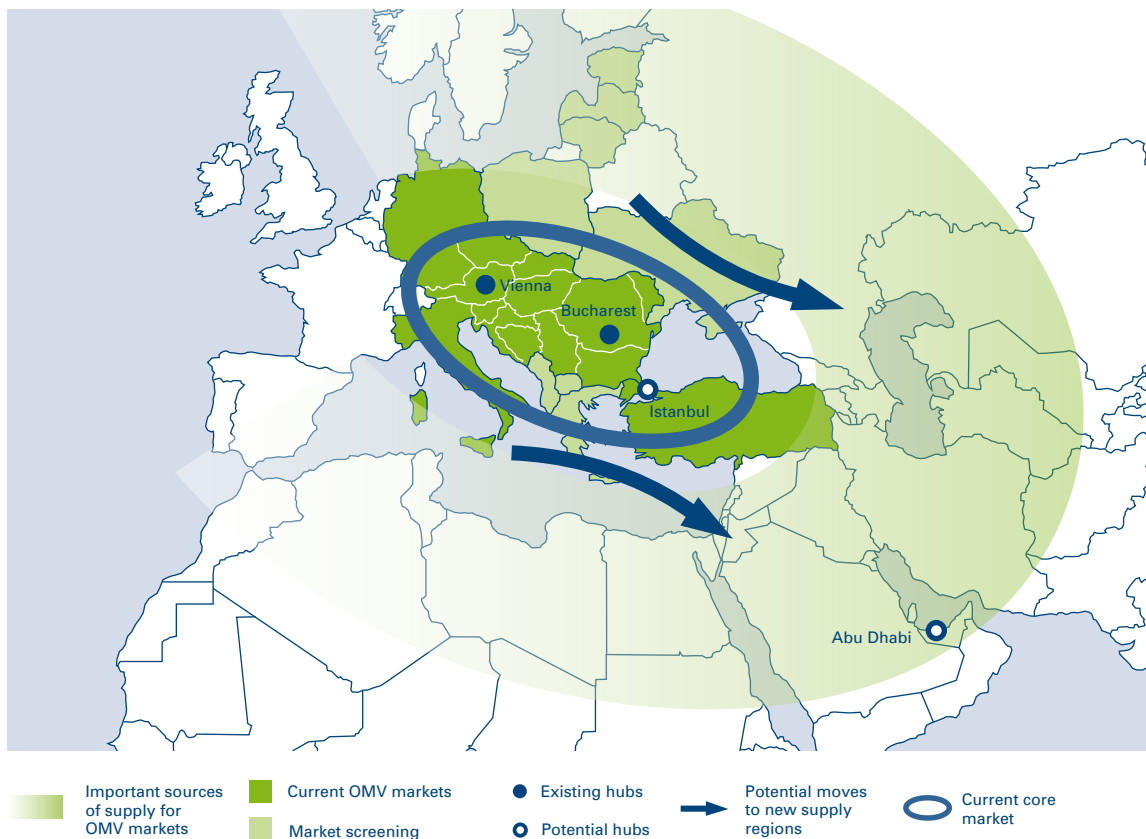 Vienna
Bucharest
Istanbul
Abu Dhabi
Important sources
of supply for
OMV markets
Current OMV markets
Market screening
Existing hubs
Potential hubs
Potential moves
to new supply
regions
Current core
market